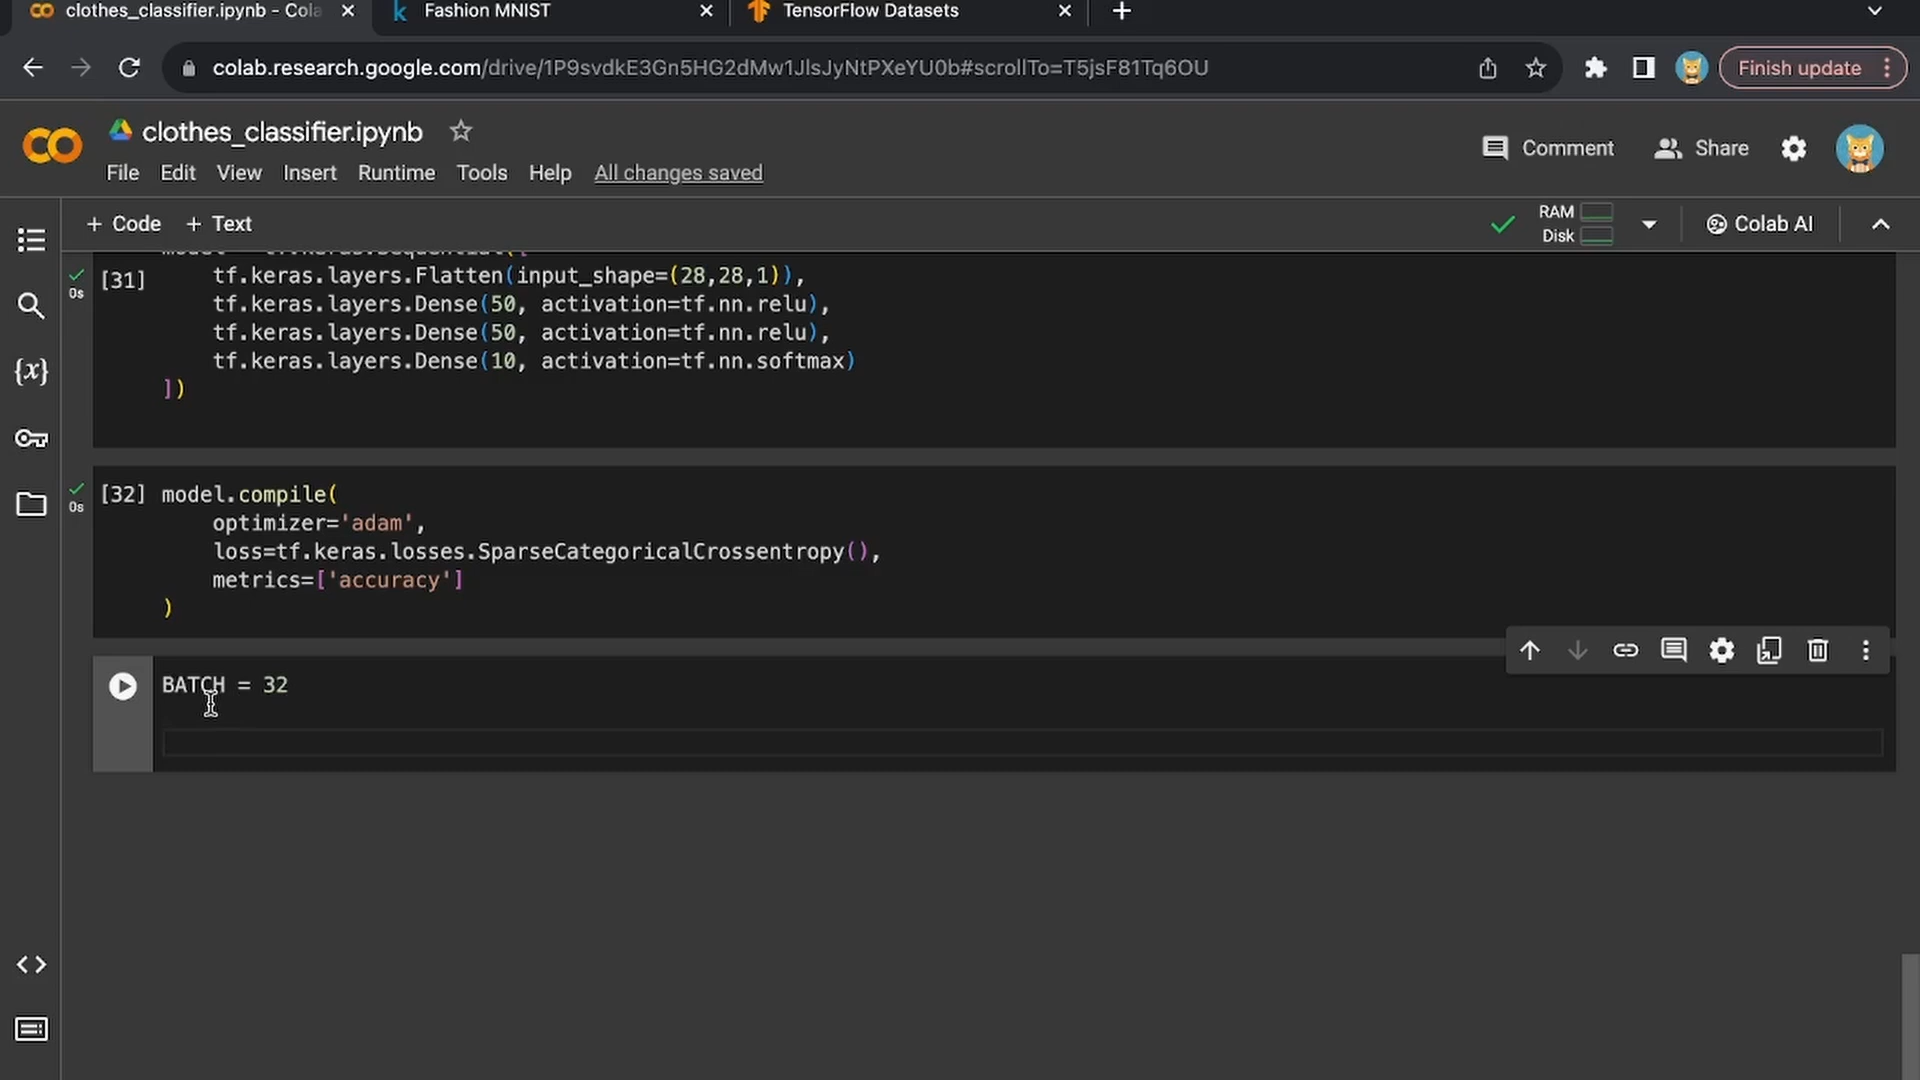 clothes_classifier.ipynb - Cola
Fashion MNIST
TensorFlow Datasets
colab.research.google.com/drive/1P9svdkE3Gn5HG2dMw1JlsJyNtPXeYU0b#scrollTo=T5jsF81Tq6OU
Finish update
clothes_classifier.ipynb
Comment
Share
File Edit View Insert Runtime Tools Help All changes saved
+ Code + Text
RAM
Disk
Colab AI
model = tf.keras.Sequential([
0s
[31]
tf.keras.layers.Flatten(input_shape=(28,28,1)),
tf.keras.layers.Dense(50, activation=tf.nn.relu),
tf.keras.layers.Dense(50, activation=tf.nn.relu),
tf.keras.layers.Dense(10, activation=tf.nn.softmax)
])
0s
[32] model.compile(
optimizer='adam',
loss=tf.keras.losses.SparseCategoricalCrossentropy(),
metrics=['accuracy']
)
BATCH = 32